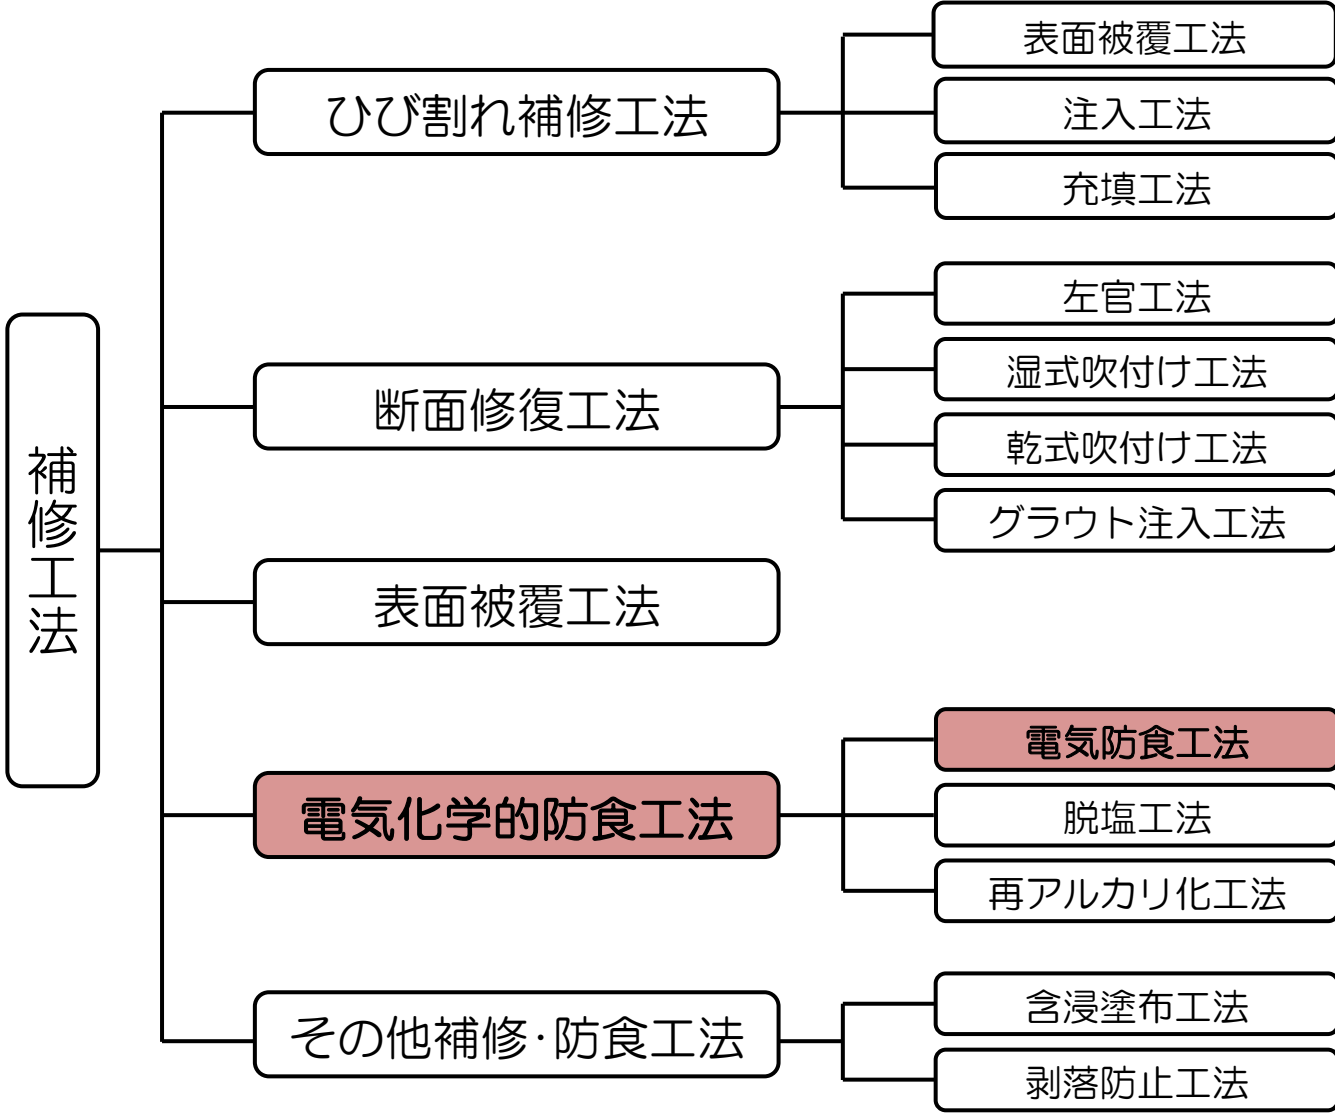 補修工法
ひび割れ補修工法
表面被覆工法
注入工法
充填工法
断面修復工法
左官工法
湿式吹付け工法
乾式吹付け工法
グラウト注入工法
表面被覆工法
電気化学的防食工法
電気防食工法
脱塩工法
再アルカリ化工法
その他補修・防食工法
含浸塗布工法
剥落防止工法